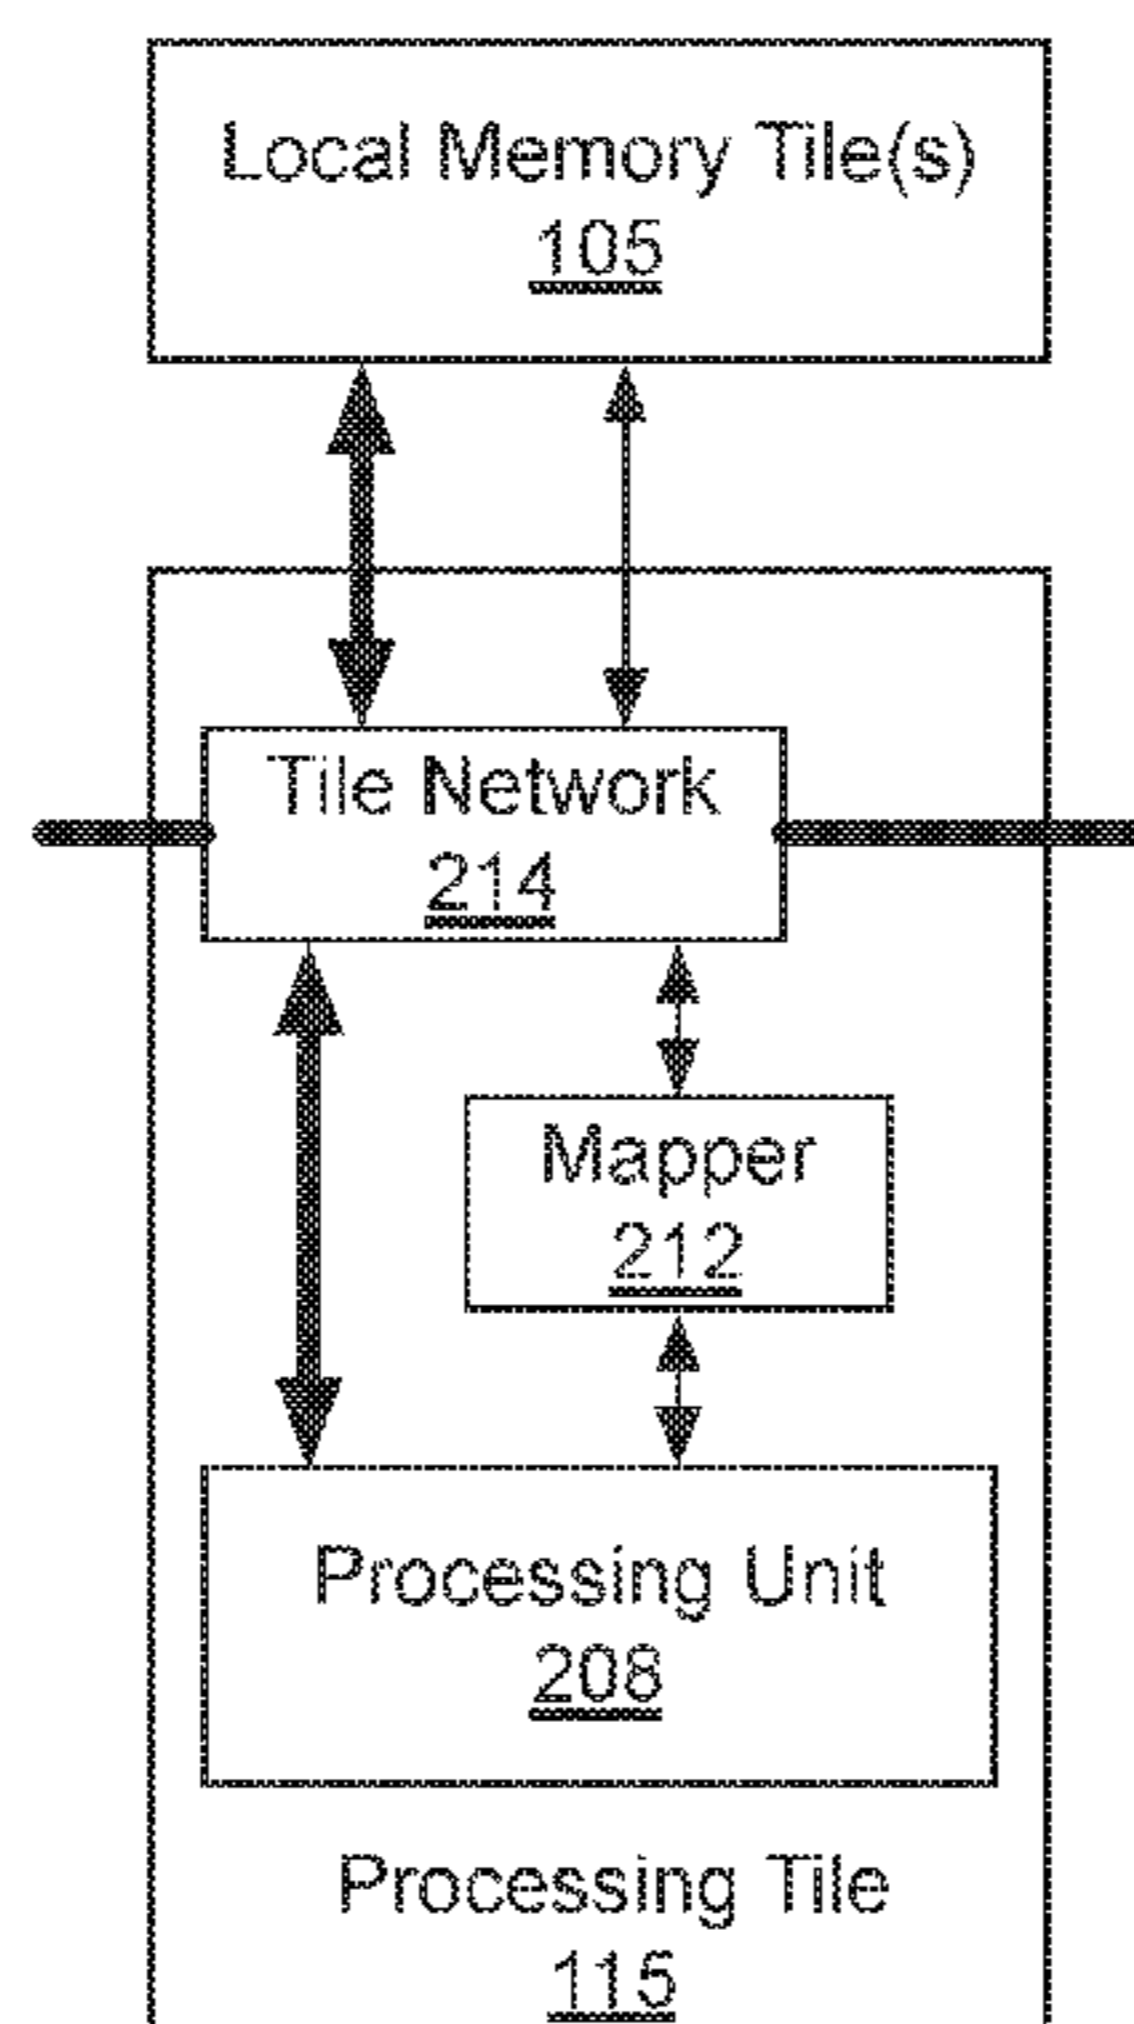 Local Memory Tile(s)
105
Tile Network
214
Mapper
212
Processing Unit
208
Processing Tile
115